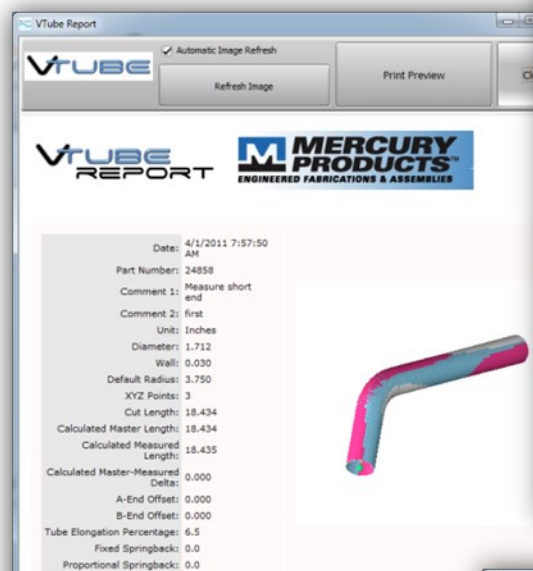 VTube Report
VTUBE
Automatic Image Refresh
Refresh Image
Print Preview
VTUBE
REPORT
M MERCURY
PRODUCTS™
ENGINEERED FABRICATIONS & ASSEMBLIES
Date: 4/1/2011 7:57:50
AM
Part Number: 24858
Comment 1: Measure short
end
Comment 2: first
Unit: Inches
Diameter: 1.712
Wall: 0.030
Default Radius: 3.750
XYZ Points: 3
Cut Length: 18.434
Calculated Master Length: 18.434
Calculated Measured
Length: 18.435
Calculated Master-Measured
Delta: 0.000
A-End Offset: 0.000
B-End Offset: 0.000
Tube Elongation Percentage: 6.5
Fixed Springback: 0.0
Proportional Springback: 0.0